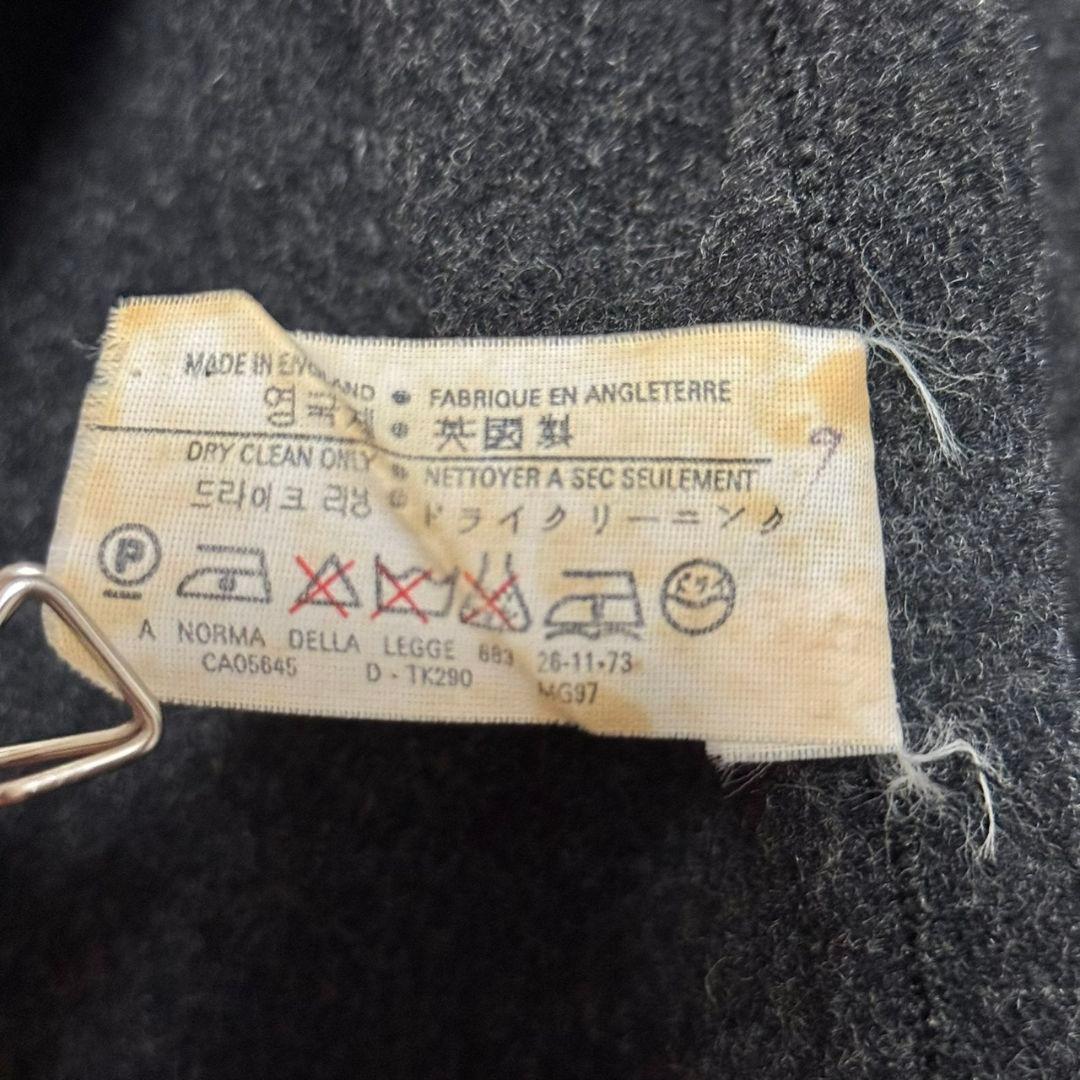 MADE IN ENGLAND • FABRIQUE EN ANGLETERRE
영국제 • 英國製
DRY CLEAN ONLY • NETTOYER A SEC SEULEMENT
드라이크 리닝 • ドライクリーニング
9
P
A NORMA DELLA LEGGE 883 26-11-73
CA05645 D - TK290 MG97